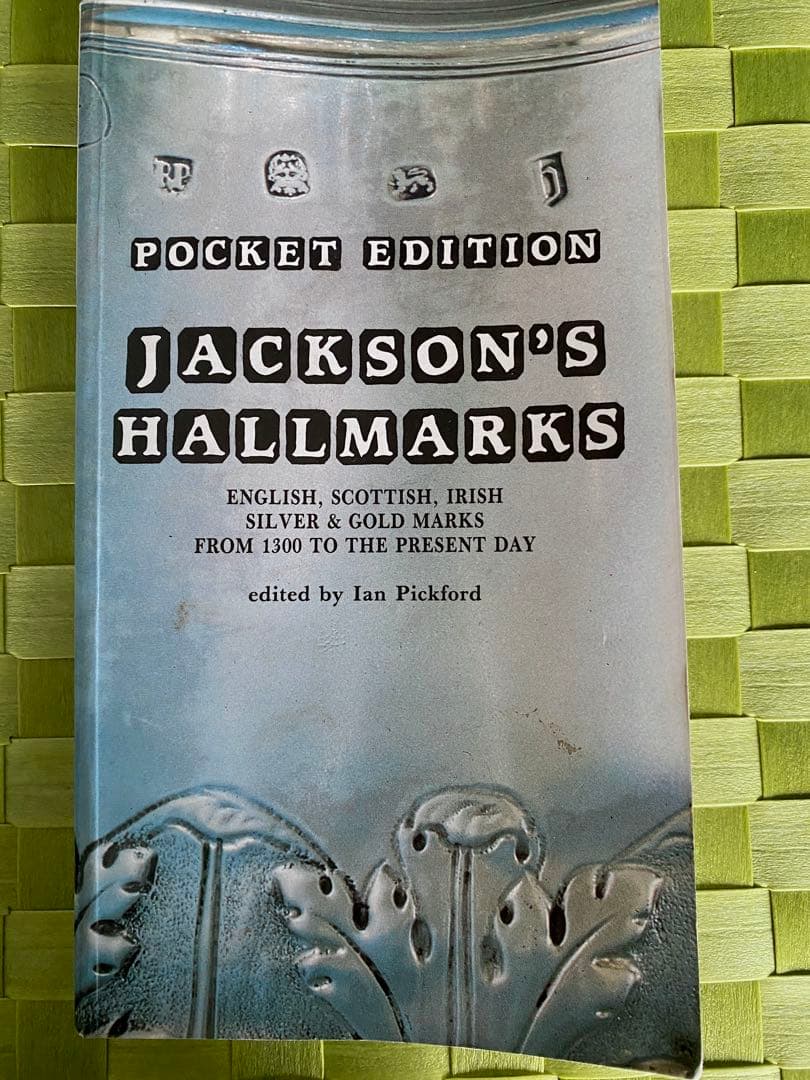 RP
h
POCKET EDITION
JACKSON'S
HALLMARKS
ENGLISH, SCOTTISH, IRISH
SILVER & GOLD MARKS
FROM 1300 TO THE PRESENT DAY
edited by Ian Pickford